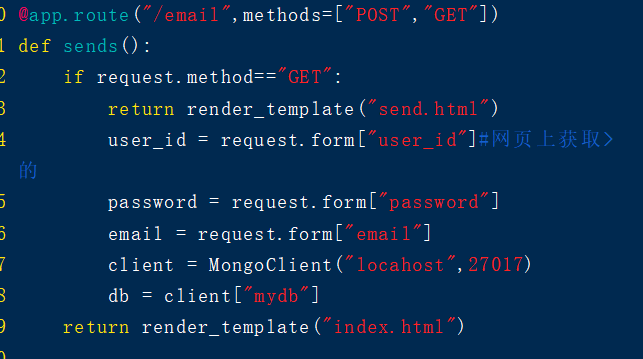 0 @app.route("/email",methods=["POST","GET"])
1 def sends():
2     if request.method=="GET":
3         return render_template("send.html")
4         user_id = request.form["user_id"]#网页上获取>
的
5         password = request.form["password"]
6         email = request.form["email"]
7         client = MongoClient("locahost",27017)
8         db = client["mydb"]
9     return render_template("index.html")
0